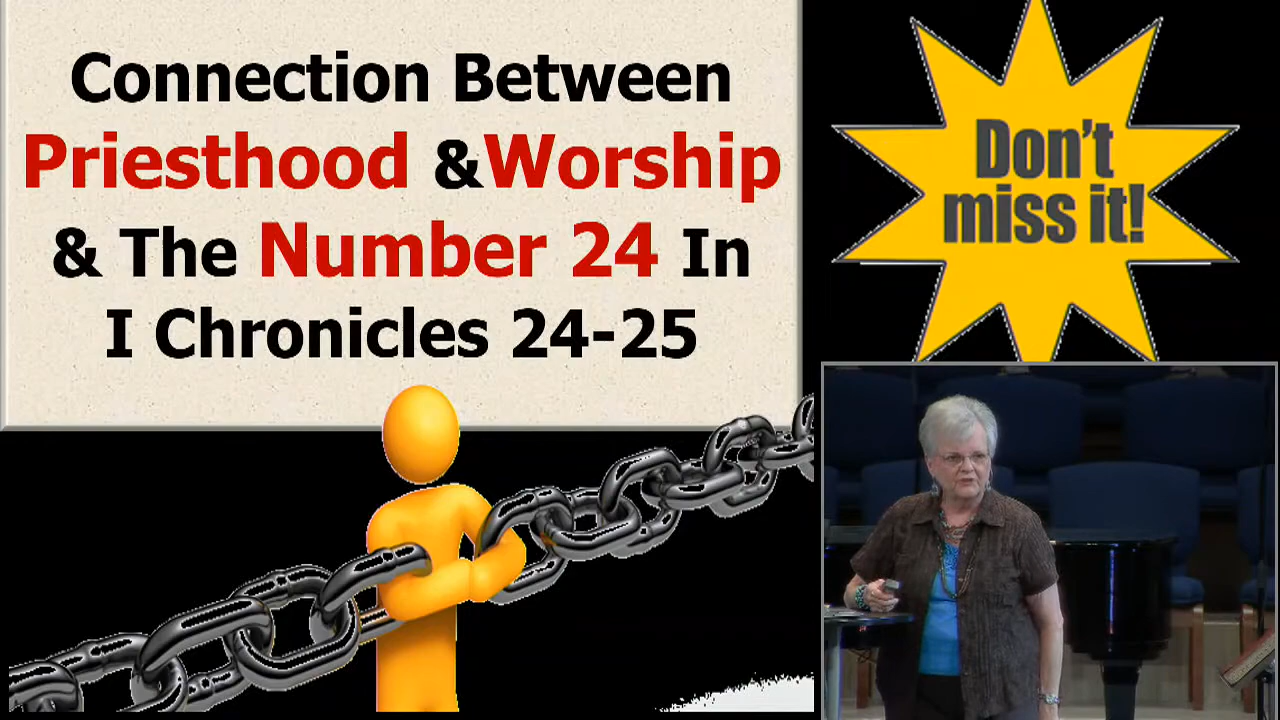 Connection Between
Priesthood &Worship
& The Number 24 In
I Chronicles 24-25
Don't
miss it!